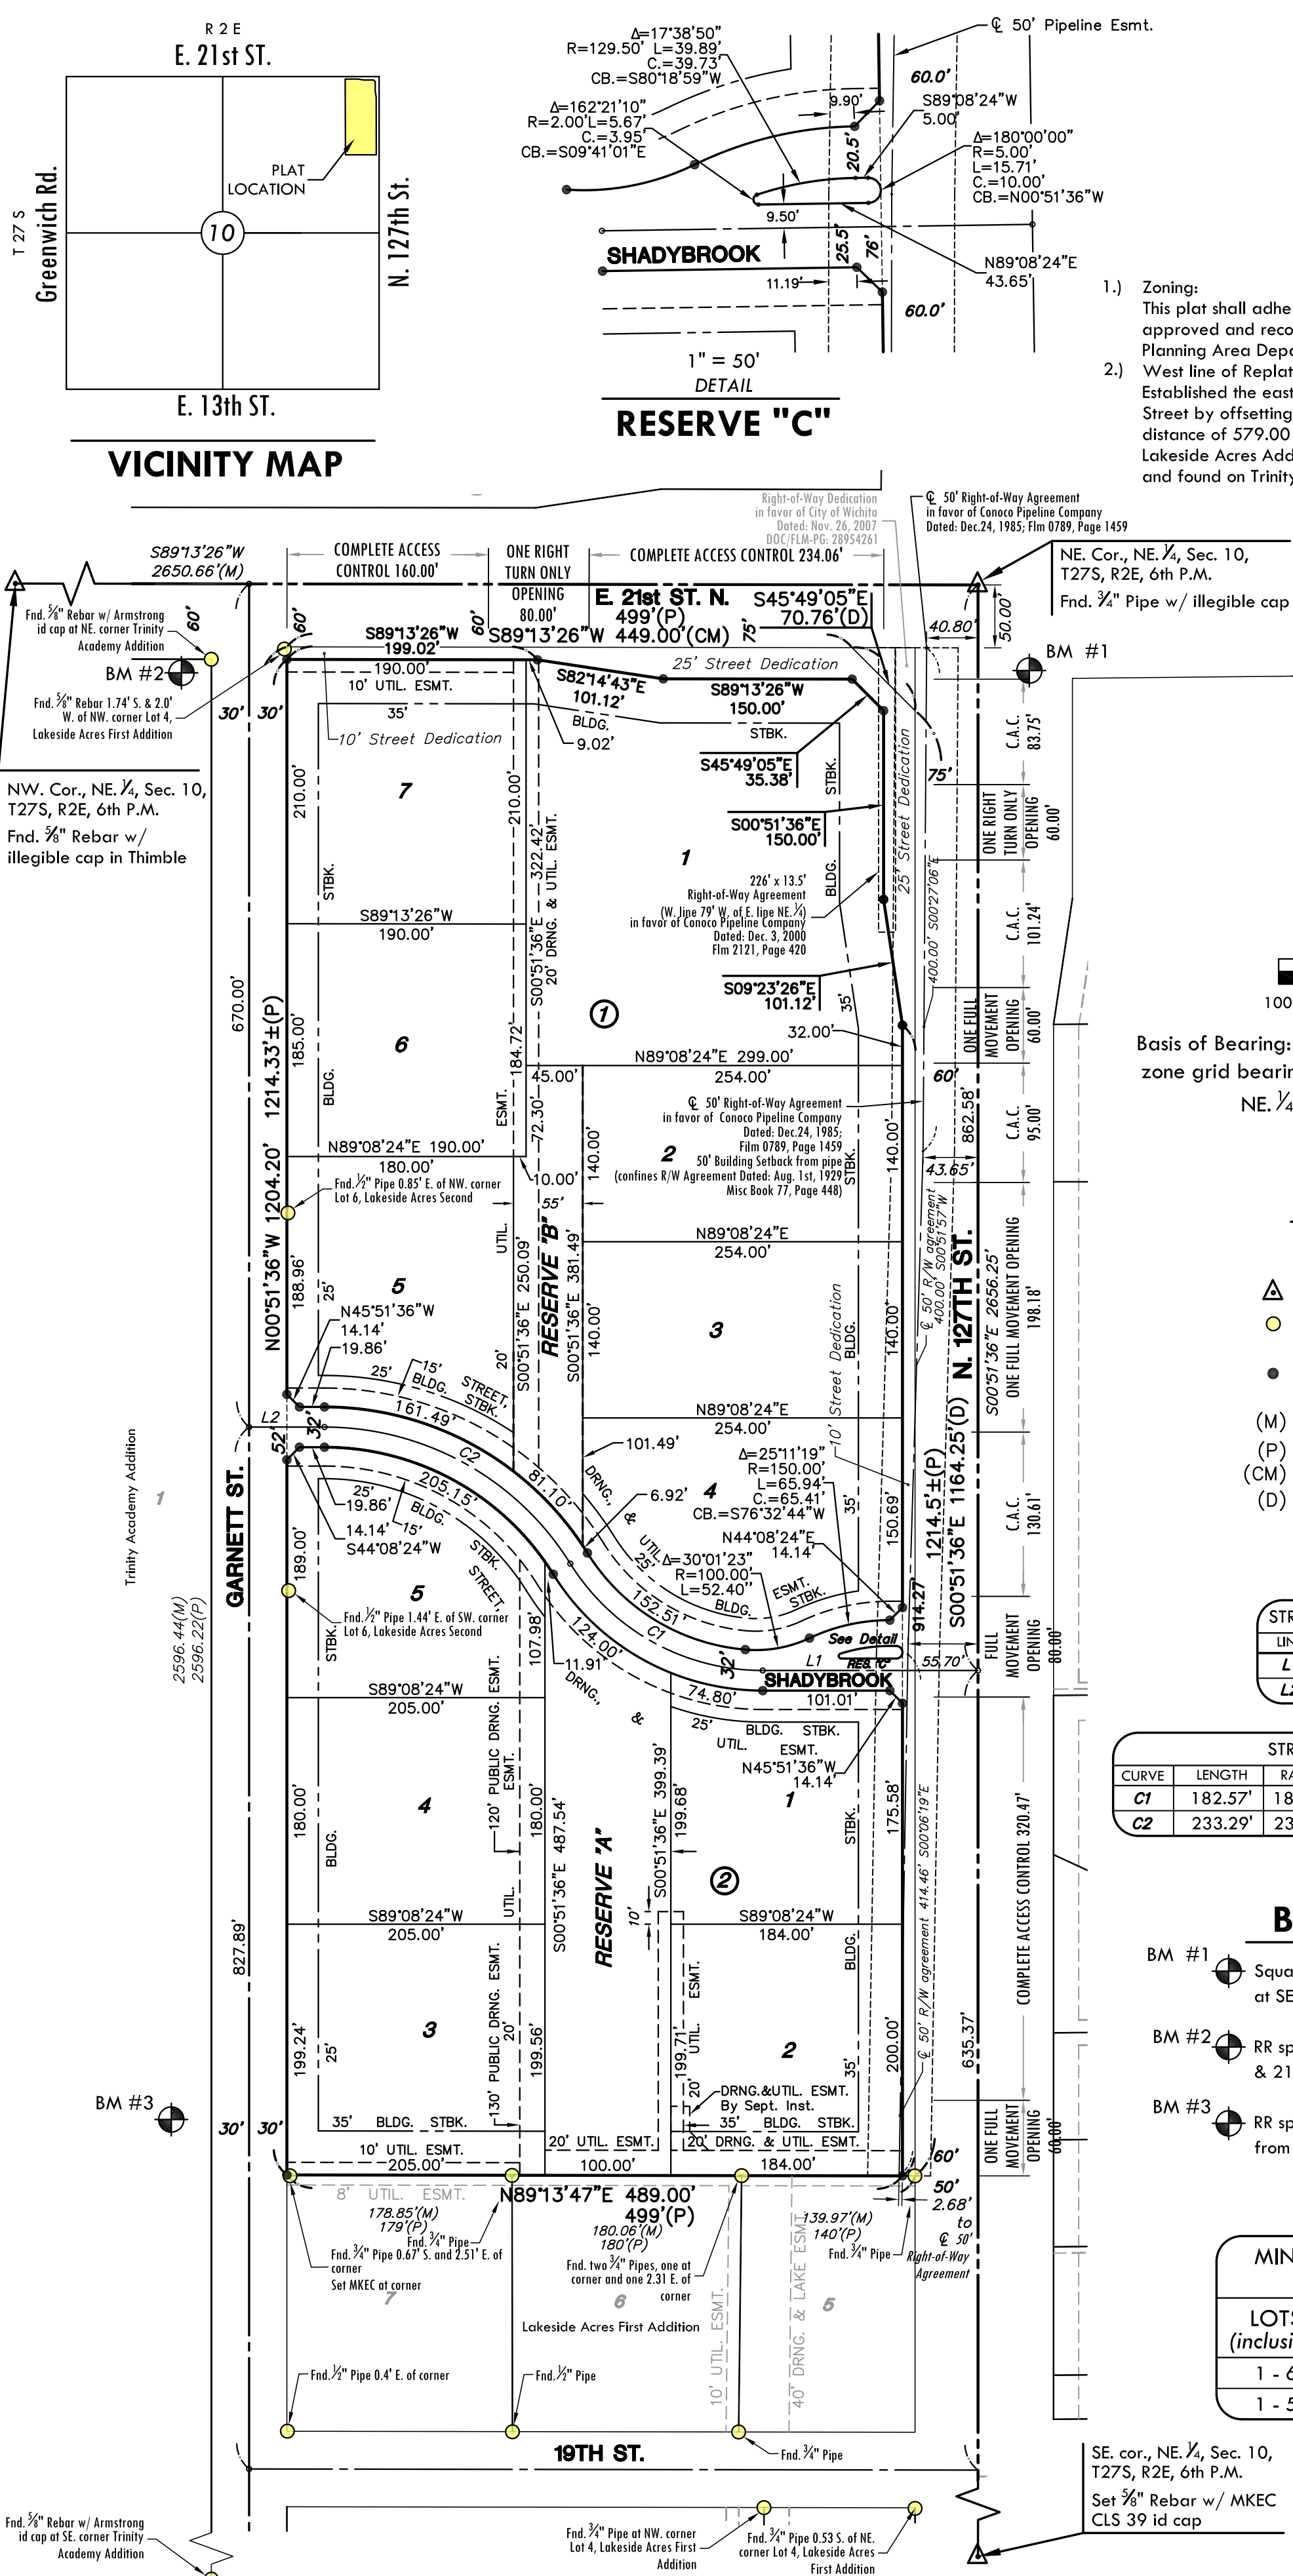 R 2 E
E. 21st ST.
T 27 S
Greenwich Rd.
PLAT
LOCATION
10
N. 127th St.
E. 13th ST.
VICINITY MAP
Δ=17°38'50"
R=129.50' L=39.89'
C.=39.73'
CB.=S80°18'59"W
Δ=162°21'10"
R=2.00'L=5.67'
C.=3.95'
CB.=S09°41'01"E
℄ 50' Pipeline Esmt.
60.0'
9.90'
S89°08'24"W
5.00'
20.5'
Δ=180°00'00"
R=5.00'
L=15.71'
C.=10.00'
CB.=N00°51'36"W
9.50'
SHADYBROOK
25.5'
76'
N89°08'24"E
43.65'
11.19'
60.0'
1" = 50'
DETAIL
RESERVE "C"
1.) Zoning:
This plat shall adhe
approved and reco
Planning Area Depa
2.) West line of Replat
Established the east
Street by offsetting
distance of 579.00
Lakeside Acres Add
and found on Trinity
Right-of-Way Dedication
in favor of City of Wichita
Dated: Nov. 26, 2007
DOC/FLM-PG: 28954261
℄ 50' Right-of-Way Agreement
in favor of Conoco Pipeline Company
Dated: Dec.24, 1985; Flm 0789, Page 1459
S89°13'26"W
2650.66'(M)
COMPLETE ACCESS
CONTROL 160.00'
ONE RIGHT
TURN ONLY
OPENING
80.00'
COMPLETE ACCESS CONTROL 234.06'
NE. Cor., NE.¼, Sec. 10,
T27S, R2E, 6th P.M.
Fnd. ¾" Pipe w/ illegible cap
Fnd. ⅝" Rebar w/ Armstrong
id cap at NE. corner Trinity
Academy Addition
60'
60'
60'
E. 21st ST. N.
499'(P)
S89°13'26"W 449.00'(CM)
S45°49'05"E
70.76'(D)
75'
40.80'
50.00'
BM #1
S89°13'26"W
199.02'
190.00'
10' UTIL. ESMT.
BM #2
Fnd. ⅝" Rebar 1.74' S. & 2.0'
W. of NW. corner Lot 4,
Lakeside Acres First Addition
30' 30'
35'
10' Street Dedication
25' Street Dedication
S82°14'43"E
101.12'
BLDG.
9.02'
S89°13'26"W
150.00'
STBK.
S45°49'05"E
35.38'
STBK.
25' Street Dedication
75'
C.A.C.
83.75'
NW. Cor., NE.¼, Sec. 10,
T27S, R2E, 6th P.M.
Fnd. ⅝" Rebar w/
illegible cap in Thimble
210.00'
7
210.00'
S00°51'36"E 322.42'
20' DRNG. & UTIL. ESMT.
S00°51'36"E
150.00'
ONE RIGHT
TURN ONLY
OPENING
60.00'
1
BLDG.
STBK.
226' x 13.5'
Right-of-Way Agreement
(W. line 79' W. of E. line NE.¼)
in favor of Conoco Pipeline Company
Dated: Dec. 3, 2000
Flm 2121, Page 420
400.00' S00°27'06"E
C.A.C.
101.24'
S89°13'26"W
190.00'
S09°23'26"E
101.12'
35'
670.00'
1
32.00'
ONE FULL
MOVEMENT
OPENING
60.00'
100
Basis of Bearing:
zone grid bearin
NE. ¼
N00°51'36"W 1204.20' 1214.33'±(P)
185.00'
6
184.72'
N89°08'24"E 299.00'
45.00'
254.00'
60'
862.58'
C.A.C.
95.00'
BLDG.
ESMT.
72.30'
140.00'
℄ 50' Right-of-Way Agreement
in favor of Conoco Pipeline Company
Dated: Dec.24, 1985;
Film 0789, Page 1459
50' Building Setback from pipe
(confines R/W Agreement Dated: Aug. 1st, 1929
Misc Book 77, Page 448)
2
STBK.
140.00'
43.65'
N89°08'24"E 190.00'
180.00'
10.00'
Fnd.½" Pipe 0.85' E. of NW. corner
Lot 6, Lakeside Acres Second
55'
UTIL.
RESERVE "B"
N89°08'24"E
254.00'
℄ 50' R/W agreement
400.00' S00°51'57"W
N. 127TH ST.
S00°51'36"E 2656.25'
ONE FULL MOVEMENT OPENING
198.18'
188.96'
25'
5
S00°51'36"E 250.09'
S00°51'36"E 381.49'
140.00'
3
BLDG.
140.00'
10' Street Dedication
N45°51'36"W
14.14'
19.86'
20'
25'
15'
BLDG.
STREET,
STBK.
161.49'
N89°08'24"E
254.00'
(M)
(P)
(CM)
(D)
L2
52'
32'
C2
101.49'
DRNG.,
&
UTIL.
25'
Δ=25°11'19"
R=150.00'
L=65.94'
C.=65.41'
CB.=S76°32'44"W
4
35'
150.69'
S00°51'36"E 1164.25'(D)
1214.5'±(P)
C.A.C.
130.61'
GARNETT ST.
Trinity Academy Addition
1
25'
BLDG.
205.15'
81.10'
6.92'
19.86'
14.14'
S44°08'24"W
15'
STBK.
STREET,
N44°08'24"E
14.14'
Δ=30°01'23"
R=100.00'
L=52.40"
BLDG.
ESMT.
STBK.
914.27'
189.00'
5
Fnd.½" Pipe 1.44' E. of SW. corner
Lot 6, Lakeside Acres Second
2596.44(M)
2596.22(P)
STBK.
107.98'
124.00'
152.51'
C1
32'
See Detail
RES."C"
L1
55.70'
FULL
MOVEMENT
OPENING
80.00'
STR
LIN
L
L2
11.91'
DRNG.,
&
74.80'
SHADYBROOK
101.01'
S89°08'24"W
205.00'
25'
BLDG. STBK.
UTIL. ESMT.
N45°51'36"W
14.14'
STR
CURVE LENGTH RA
C1 182.57' 18
C2 233.29' 23
180.00'
4
120' PUBLIC DRNG. ESMT.
ESMT.
180.00'
S00°51'36"E 487.54'
RESERVE "A"
S00°51'36"E 399.39'
199.68'
1
STBK.
175.58'
℄ 50' R/W agreement 414.46' S00°06'19"E
COMPLETE ACCESS CONTROL 320.47'
BLDG.
2
UTIL.
10'
S89°08'24"W
205.00'
S89°08'24"W
184.00'
827.89'
ESMT.
BLDG.
B
BM #1 Squa
at SE
199.24'
25'
3
130' PUBLIC DRNG. ESMT.
20'
199.56'
199.71'
UTIL.
20'
2
35'
200.00'
635.37'
BM #2 RR sp
& 21
BM #3 RR sp
from
BM #3
DRNG.&UTIL. ESMT.
By Sept. Inst.
30' 30'
35' BLDG. STBK.
35' BLDG. STBK.
10' UTIL. ESMT.
20' UTIL. ESMT.
20' DRNG. & UTIL. ESMT.
205.00'
100.00'
184.00'
60'
50'
ONE FULL
MOVEMENT
OPENING
60.00'
8' UTIL. ESMT.
N89°13'47"E 489.00'
499'(P)
2.68'
to
℄ 50'
Right-of-Way
Agreement
178.85'(M)
179'(P)
Fnd.¾" Pipe
180.06'(M)
180'(P)
139.97'(M)
140'(P)
Fnd.¾" Pipe
Fnd.¾" Pipe 0.67' S. and 2.51' E. of
corner
Set MKEC at corner
Fnd. two¾" Pipes, one at
corner and one 2.31 E. of
corner
7
6
5
Lakeside Acres First Addition
10' UTIL. ESMT.
40' DRNG. & LAKE ESMT.
MIN
LOTS
(inclusi
1 - 6
1 - 5
Fnd.½" Pipe 0.4' E. of corner
Fnd.½" Pipe
19TH ST.
Fnd.¾" Pipe
SE. cor., NE.¼, Sec. 10,
T27S, R2E, 6th P.M.
Set ⅝" Rebar w/ MKEC
CLS 39 id cap
Fnd. ⅝" Rebar w/ Armstrong
id cap at SE. corner Trinity
Academy Addition
Fnd.¾" Pipe at NW. corner
Lot 4, Lakeside Acres First
Addition
Fnd.¾" Pipe 0.53 S. of NE.
corner Lot 4, Lakeside Acres
First Addition